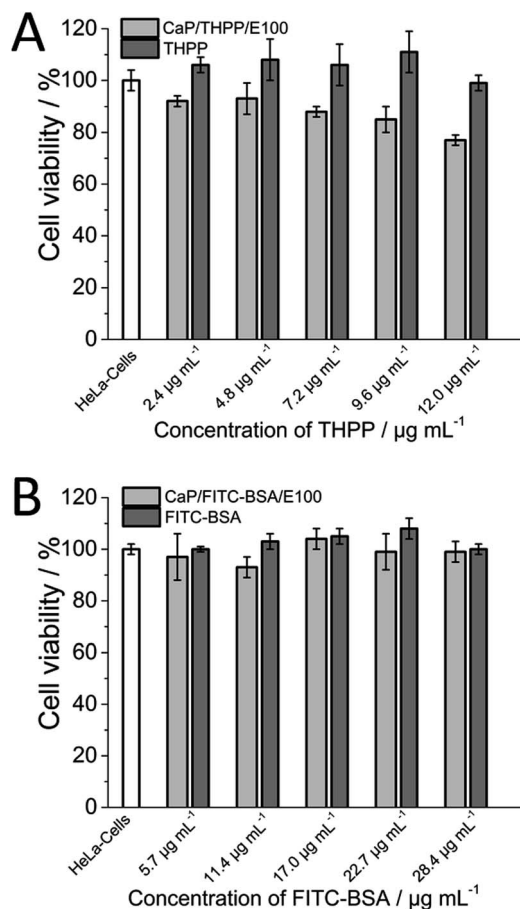 A
CaP/THPP/E100
THPP
120
100
80
60
40
20
0
Cell viability / %
HeLa-Cells
2.4 µg mL⁻¹
4.8 µg mL⁻¹
7.2 µg mL⁻¹
9.6 µg mL⁻¹
12.0 µg mL⁻¹
Concentration of THPP / µg mL⁻¹
B
CaP/FITC-BSA/E100
FITC-BSA
120
100
80
60
40
20
0
Cell viability / %
HeLa-Cells
5.7 µg mL⁻¹
11.4 µg mL⁻¹
17.0 µg mL⁻¹
22.7 µg mL⁻¹
28.4 µg mL⁻¹
Concentration of FITC-BSA / µg mL⁻¹